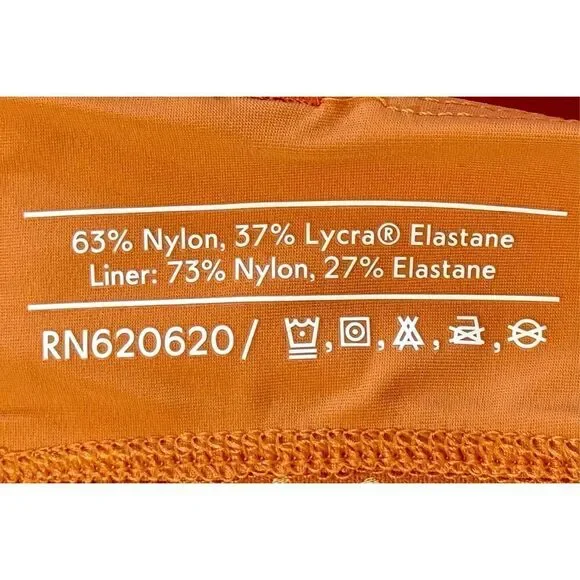 63% Nylon, 37% Lycra® Elastane
Liner: 73% Nylon, 27% Elastane
RN620620/